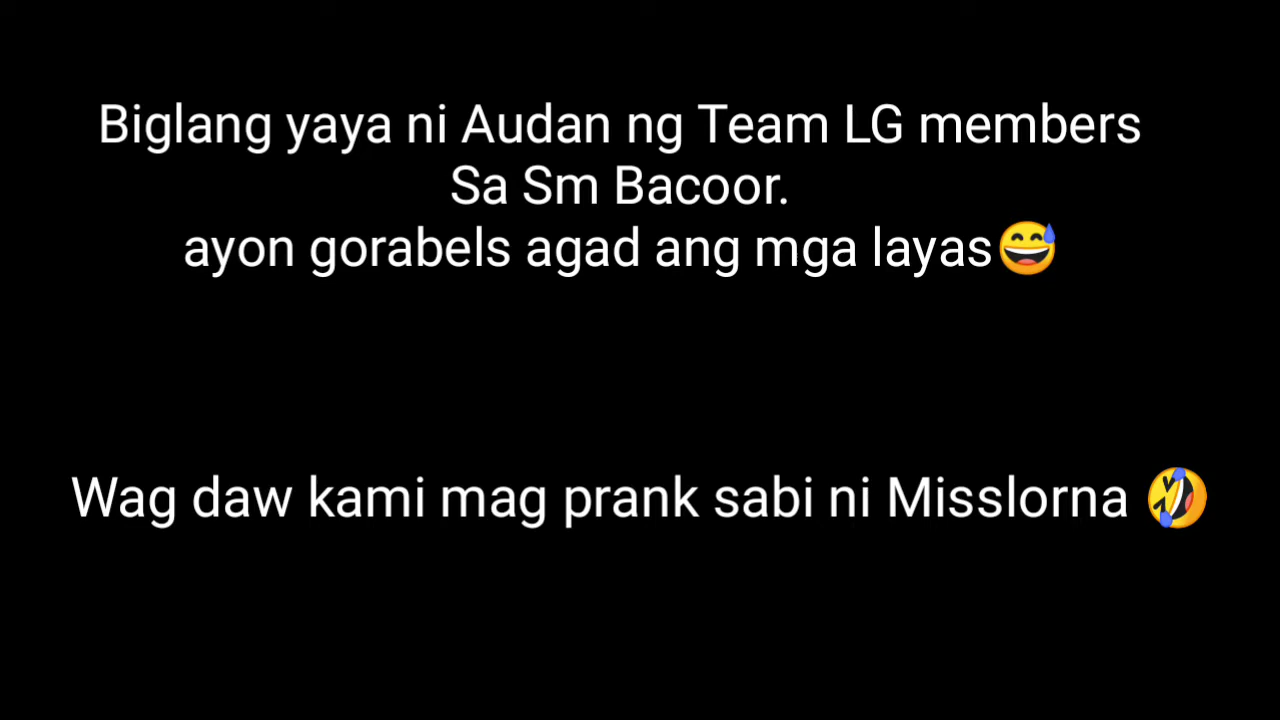 Biglang yaya ni Audan ng Team LG members
Sa Sm Bacoor.
ayon gorabels agad ang mga layas😅
Wag daw kami mag prank sabi ni Misslorna 🤣